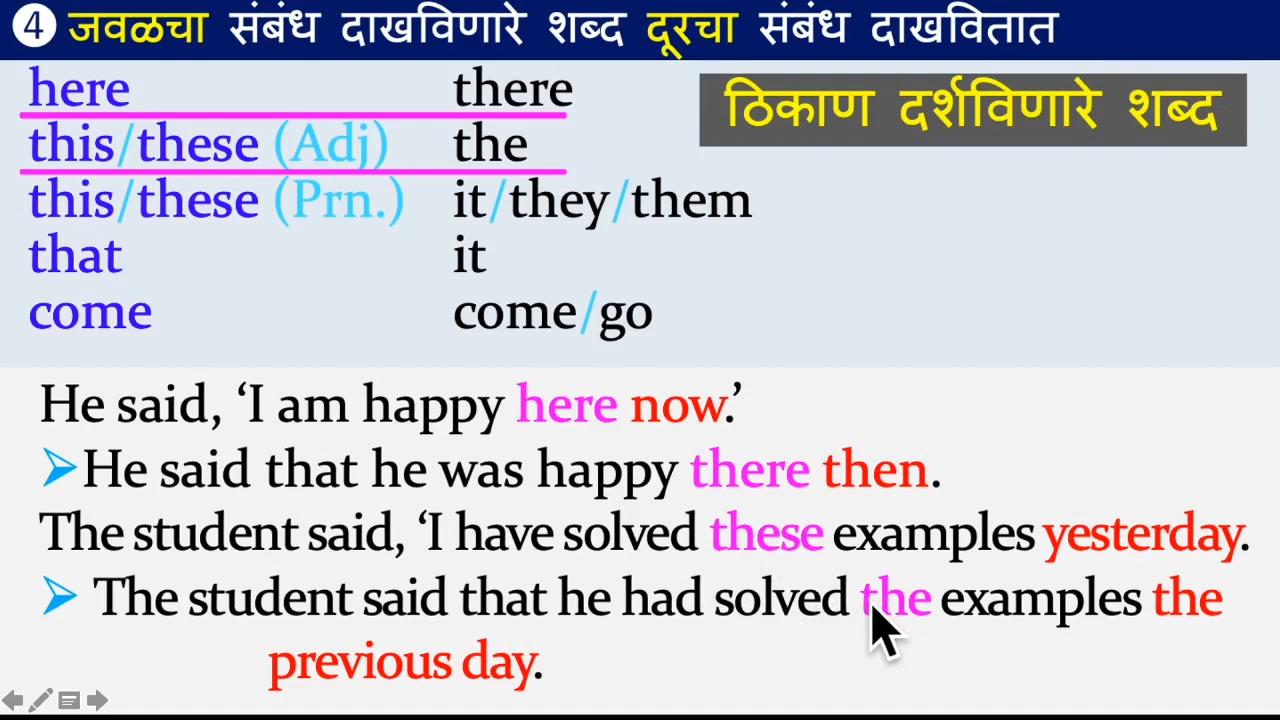 4 जवळचा संबंध दाखविणारे शब्द दूरचा संबंध दाखवितात
ठिकाण दर्शविणारे शब्द
here there
this/these (Adj) the
this/these (Prn.) it/they/them
that it
come come/go
He said, ‘I am happy here now.’
➤He said that he was happy there then.
The student said, ‘I have solved these examples yesterday.
➤ The student said that he had solved the examples the
previous day.